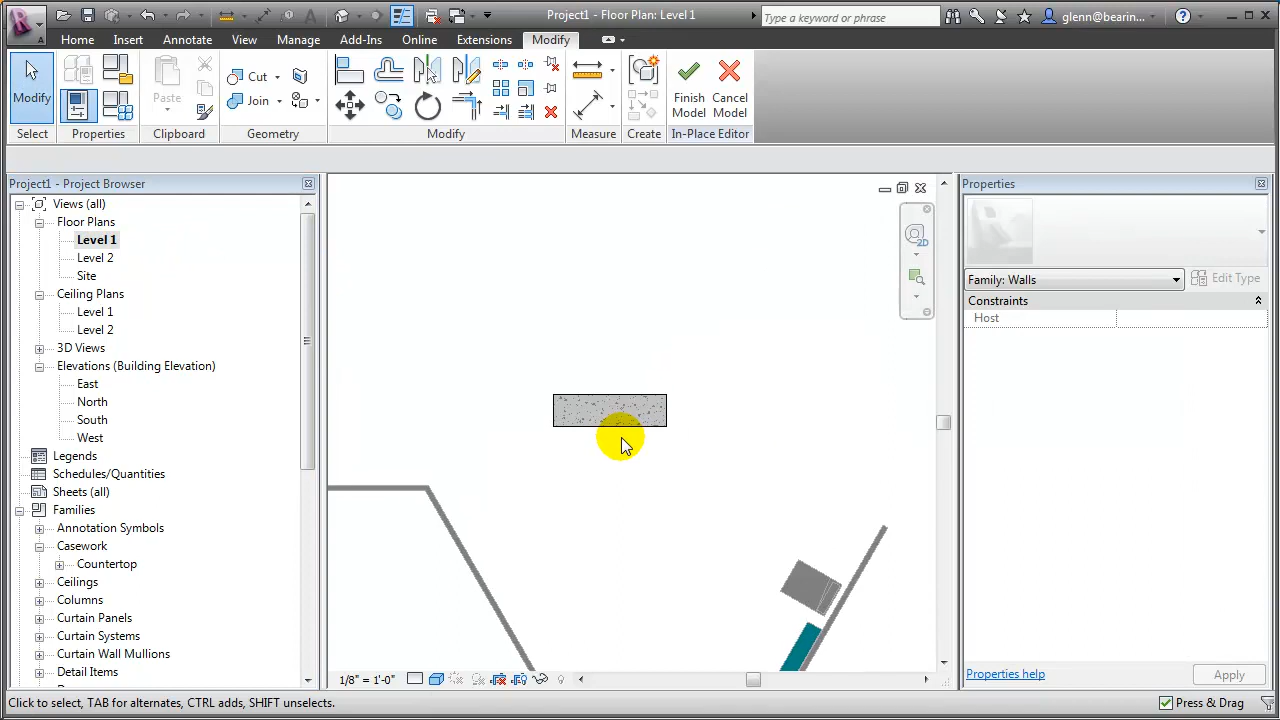 Project1 - Floor Plan: Level 1
Type a keyword or phrase
glenn@bearin...
Home Insert Annotate View Manage Add-Ins Online Extensions Modify
Modify
Paste
Cut
Join
Finish Model
Cancel Model
Select Properties Clipboard Geometry Modify Measure Create In-Place Editor
Project1 - Project Browser
Views (all)
Floor Plans
Level 1
Level 2
Site
Ceiling Plans
Level 1
Level 2
3D Views
Elevations (Building Elevation)
East
North
South
West
Legends
Schedules/Quantities
Sheets (all)
Families
Annotation Symbols
Casework
Countertop
Ceilings
Columns
Curtain Panels
Curtain Systems
Curtain Wall Mullions
Detail Items
2D
1/8" = 1'-0"
Properties
Family: Walls
Edit Type
Constraints
Host
Properties help
Apply
Click to select, TAB for alternates, CTRL adds, SHIFT unselects.
Press & Drag